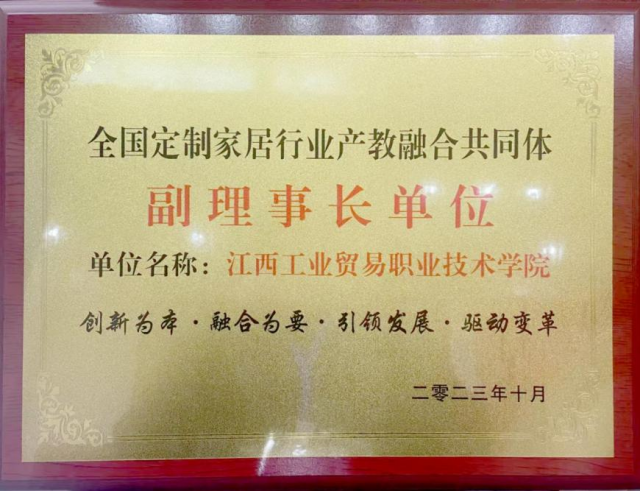 全国定制家居行业产教融合共同体
副理事长单位
单位名称：江西工业贸易职业技术学院
创新为本·融合为要·引领发展·驱动变革
二零二三年十月